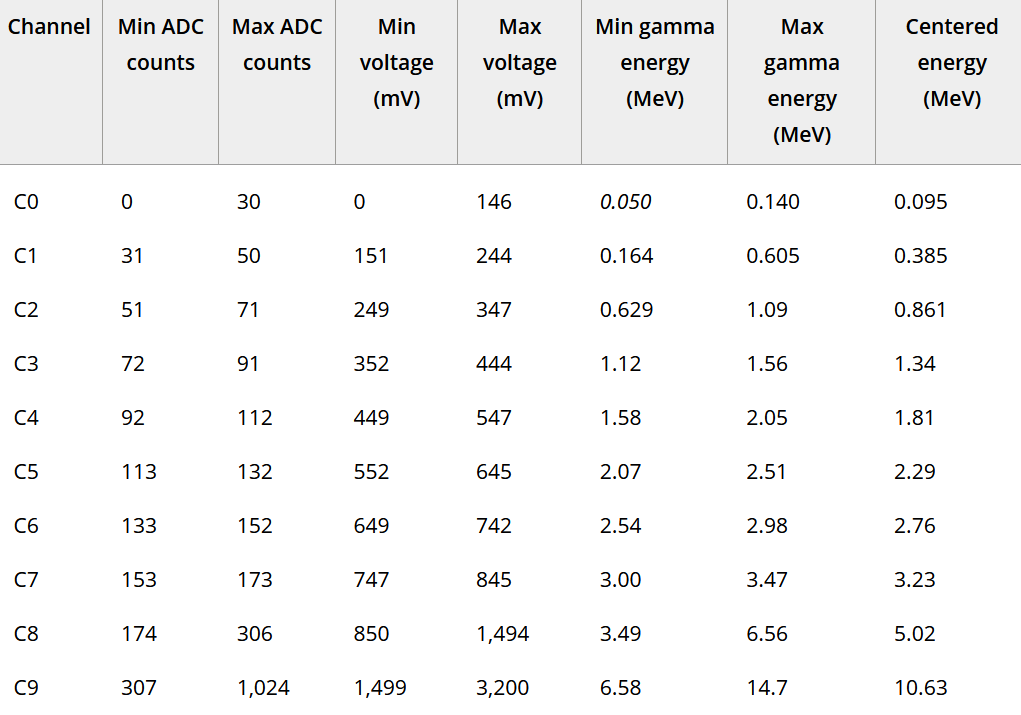 Channel Min ADC counts Max ADC counts Min voltage (mV) Max voltage (mV) Min gamma energy (MeV) Max gamma energy (MeV) Centered energy (MeV)
C0 0 30 0 146 0.050 0.140 0.095
C1 31 50 151 244 0.164 0.605 0.385
C2 51 71 249 347 0.629 1.09 0.861
C3 72 91 352 444 1.12 1.56 1.34
C4 92 112 449 547 1.58 2.05 1.81
C5 113 132 552 645 2.07 2.51 2.29
C6 133 152 649 742 2.54 2.98 2.76
C7 153 173 747 845 3.00 3.47 3.23
C8 174 306 850 1,494 3.49 6.56 5.02
C9 307 1,024 1,499 3,200 6.58 14.7 10.63